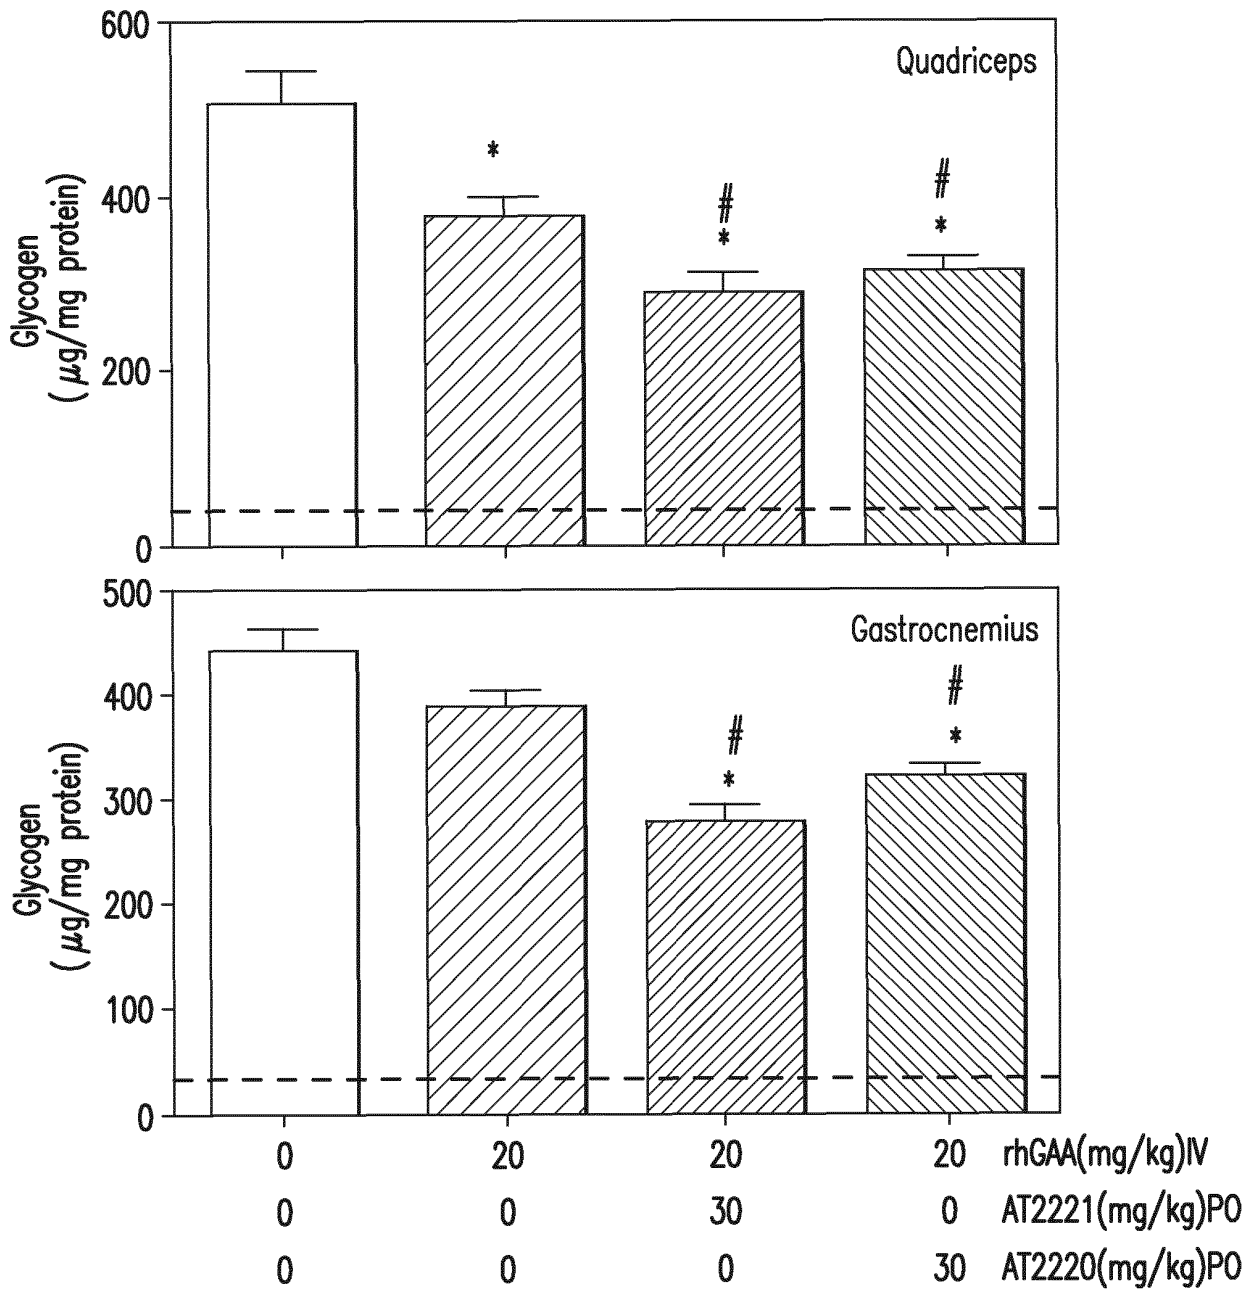 600
Quadriceps
*
#
*
#
*
400
200
0
Glycogen
(μg/mg protein)
500
Gastrocnemius
#
*
#
*
400
300
200
100
0
Glycogen
(μg/mg protein)
0 20 20 20 rhGAA(mg/kg)IV
0 0 30 0 AT2221(mg/kg)PO
0 0 0 30 AT2220(mg/kg)PO